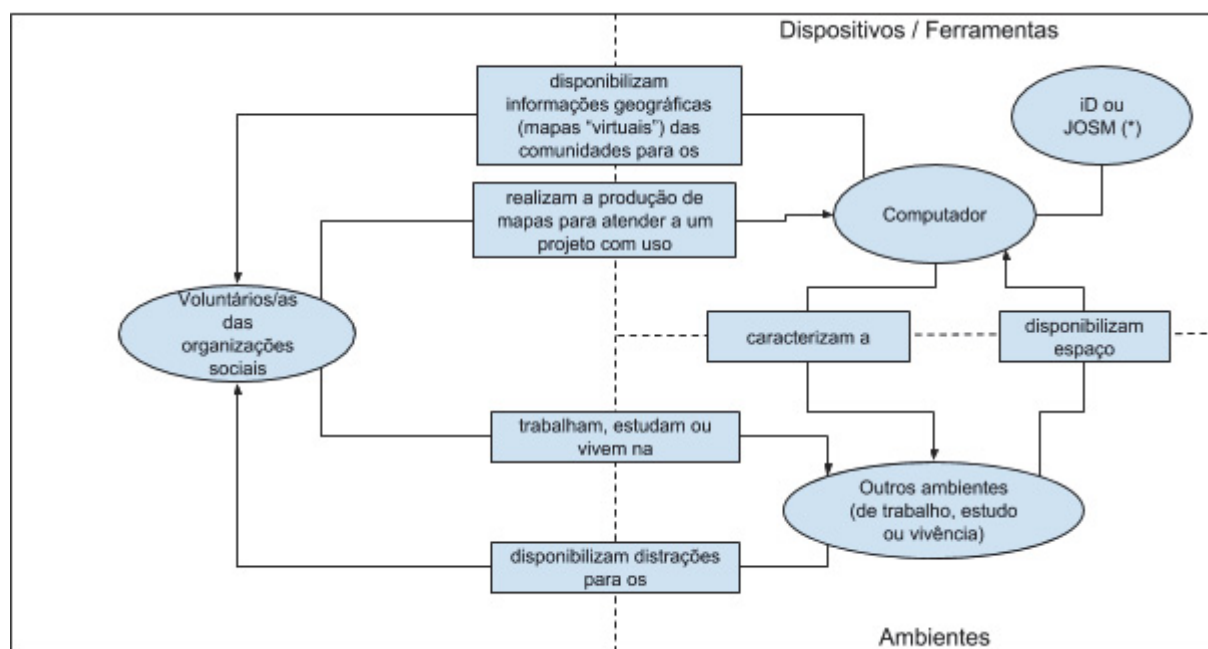 Dispositivos / Ferramentas
disponibilizam
informações geográficas
(mapas “virtuais”) das
comunidades para os
iD ou
JOSM (*)
realizam a produção de
mapas para atender a um
projeto com uso
Computador
Voluntários/as
das
organizações
sociais
caracterizam a
disponibilizam
espaço
trabalham, estudam ou
vivem na
Outros ambientes
(de trabalho, estudo
ou vivência)
disponibilizam distrações
para os
Ambientes